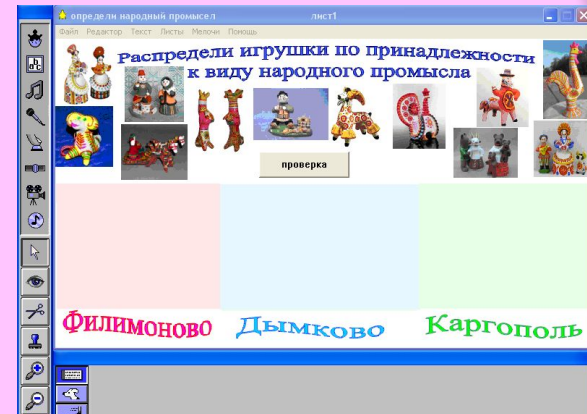 определи народный промысел лист1
Файл Редактор Текст Листы Мелочи Помощь
Распредели игрушки по принадлежности
к виду народного промысла
проверка
Филимоново Дымково Каргополь